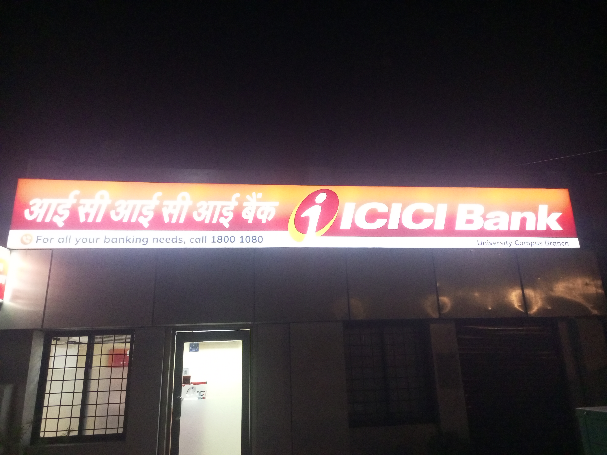 आई सी आई सी आई बैंक i ICICI Bank
For all your banking needs, call 1800 1080
University Campus Branch